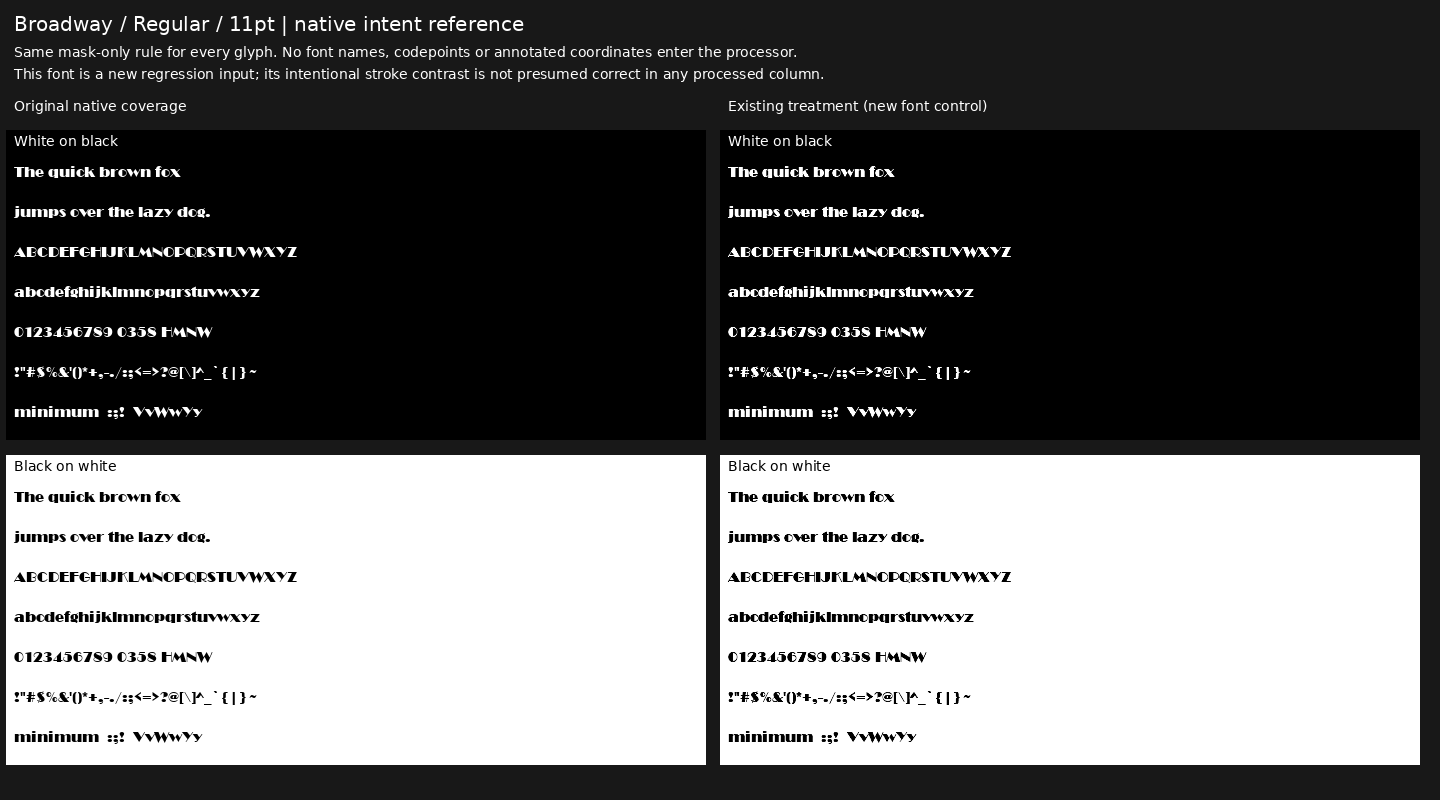 Broadway / Regular / 11pt | native intent reference
Same mask-only rule for every glyph. No font names, codepoints or annotated coordinates enter the processor.
This font is a new regression input; its intentional stroke contrast is not presumed correct in any processed column.
Original native coverage
White on black
The quick brown fox
jumps over the lazy dog.
ABCDEFGHIJKLMNOPQRSTUVWXYZ
abcdefghijklmnopqrstuvwxyz
0123456789 0358 HMNW
!"#$%&'()*+,-./:;<=>?@[\]^_`{|}~
minimum  :;!  VvWwYy
Black on white
The quick brown fox
jumps over the lazy dog.
ABCDEFGHIJKLMNOPQRSTUVWXYZ
abcdefghijklmnopqrstuvwxyz
0123456789 0358 HMNW
!"#$%&'()*+,-./:;<=>?@[\]^_`{|}~
minimum  :;!  VvWwYy
Existing treatment (new font control)
White on black
The quick brown fox
jumps over the lazy dog.
ABCDEFGHIJKLMNOPQRSTUVWXYZ
abcdefghijklmnopqrstuvwxyz
0123456789 0358 HMNW
!"#$%&'()*+,-./:;<=>?@[\]^_`{|}~
minimum  :;!  VvWwYy
Black on white
The quick brown fox
jumps over the lazy dog.
ABCDEFGHIJKLMNOPQRSTUVWXYZ
abcdefghijklmnopqrstuvwxyz
0123456789 0358 HMNW
!"#$%&'()*+,-./:;<=>?@[\]^_`{|}~
minimum  :;!  VvWwYy